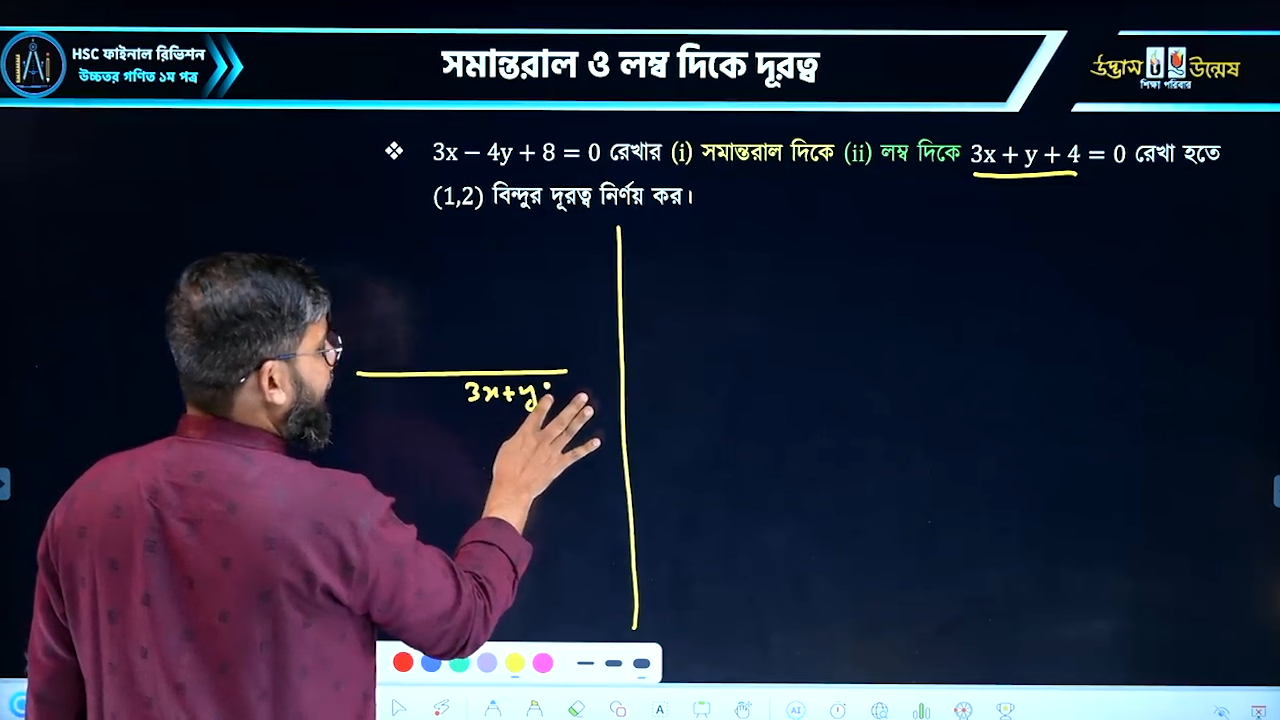 HSC ফাইনাল রিভিশন
উচ্চতর গণিত ১ম পত্র
সমান্তরাল ও লম্ব দিকে দূরত্ব
উদ্ভাস উন্মেষ
শিক্ষা পরিবার
❖ 3x − 4y + 8 = 0 রেখার (i) সমান্তরাল দিকে (ii) লম্ব দিকে 3x + y + 4 = 0 রেখা হতে
(1,2) বিন্দুর দূরত্ব নির্ণয় কর।
3x+y
A
AI